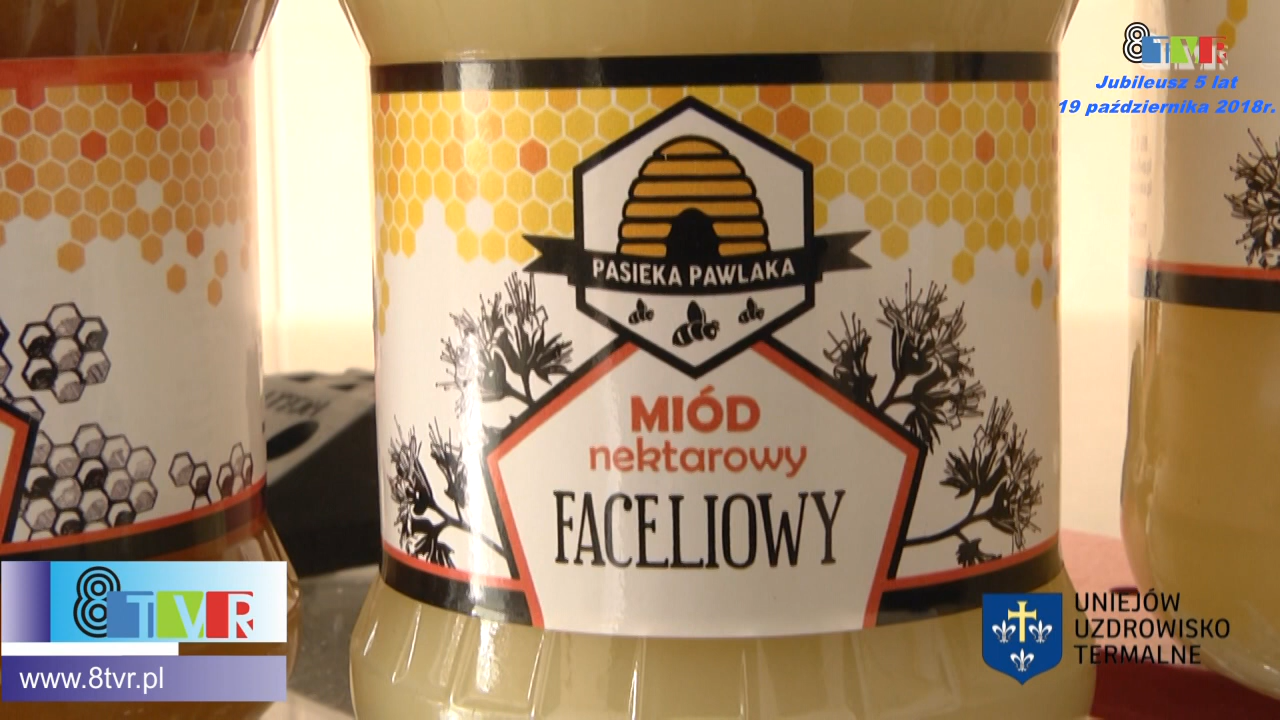 8TVR
Jubileusz 5 lat
19 października 2018r.
PASIEKA PAWLAKA
MIÓD
nektarowy
FACELIOWY
8TVR
www.8tvr.pl
UNIEJÓW
UZDROWISKO
TERMALNE